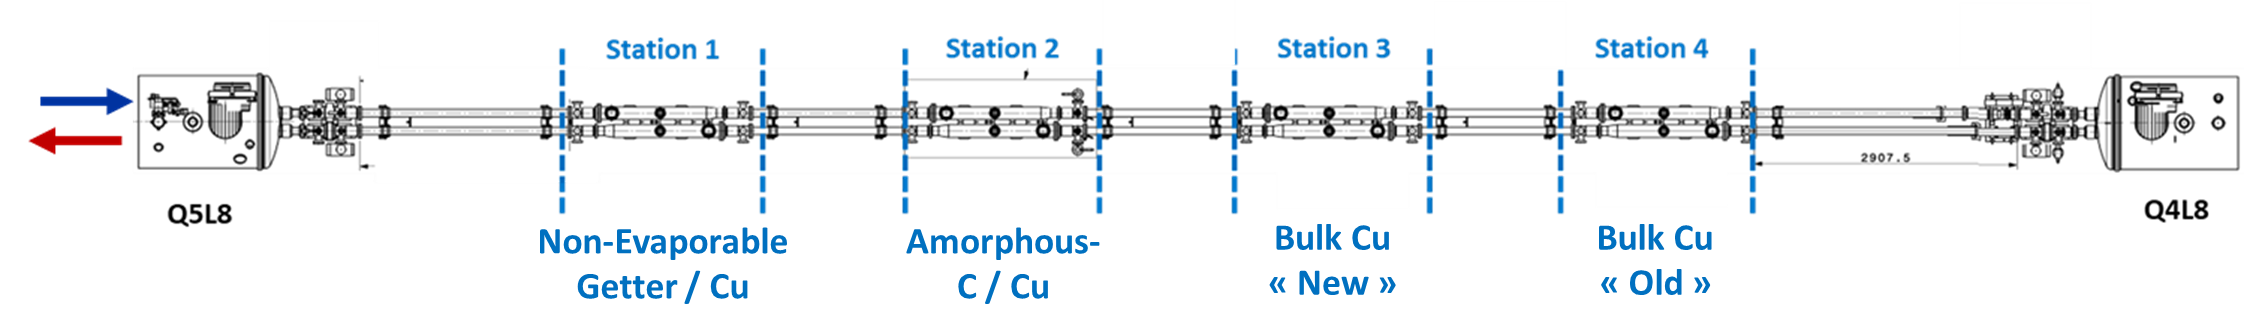 Station 1
Station 2
Station 3
Station 4
2907.5
Q5L8
Q4L8
Non-Evaporable
Getter / Cu
Amorphous-
C / Cu
Bulk Cu
« New »
Bulk Cu
« Old »